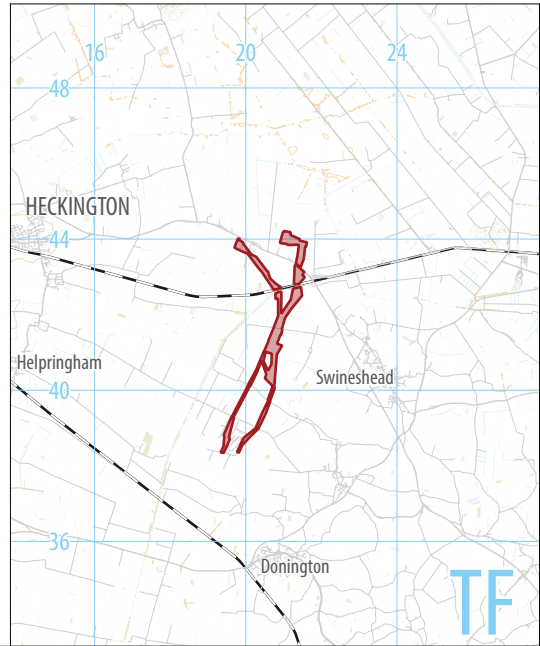 16 20 24
48
HECKINGTON
44
Helpringham
Swineshead
40
36
Donington
TF